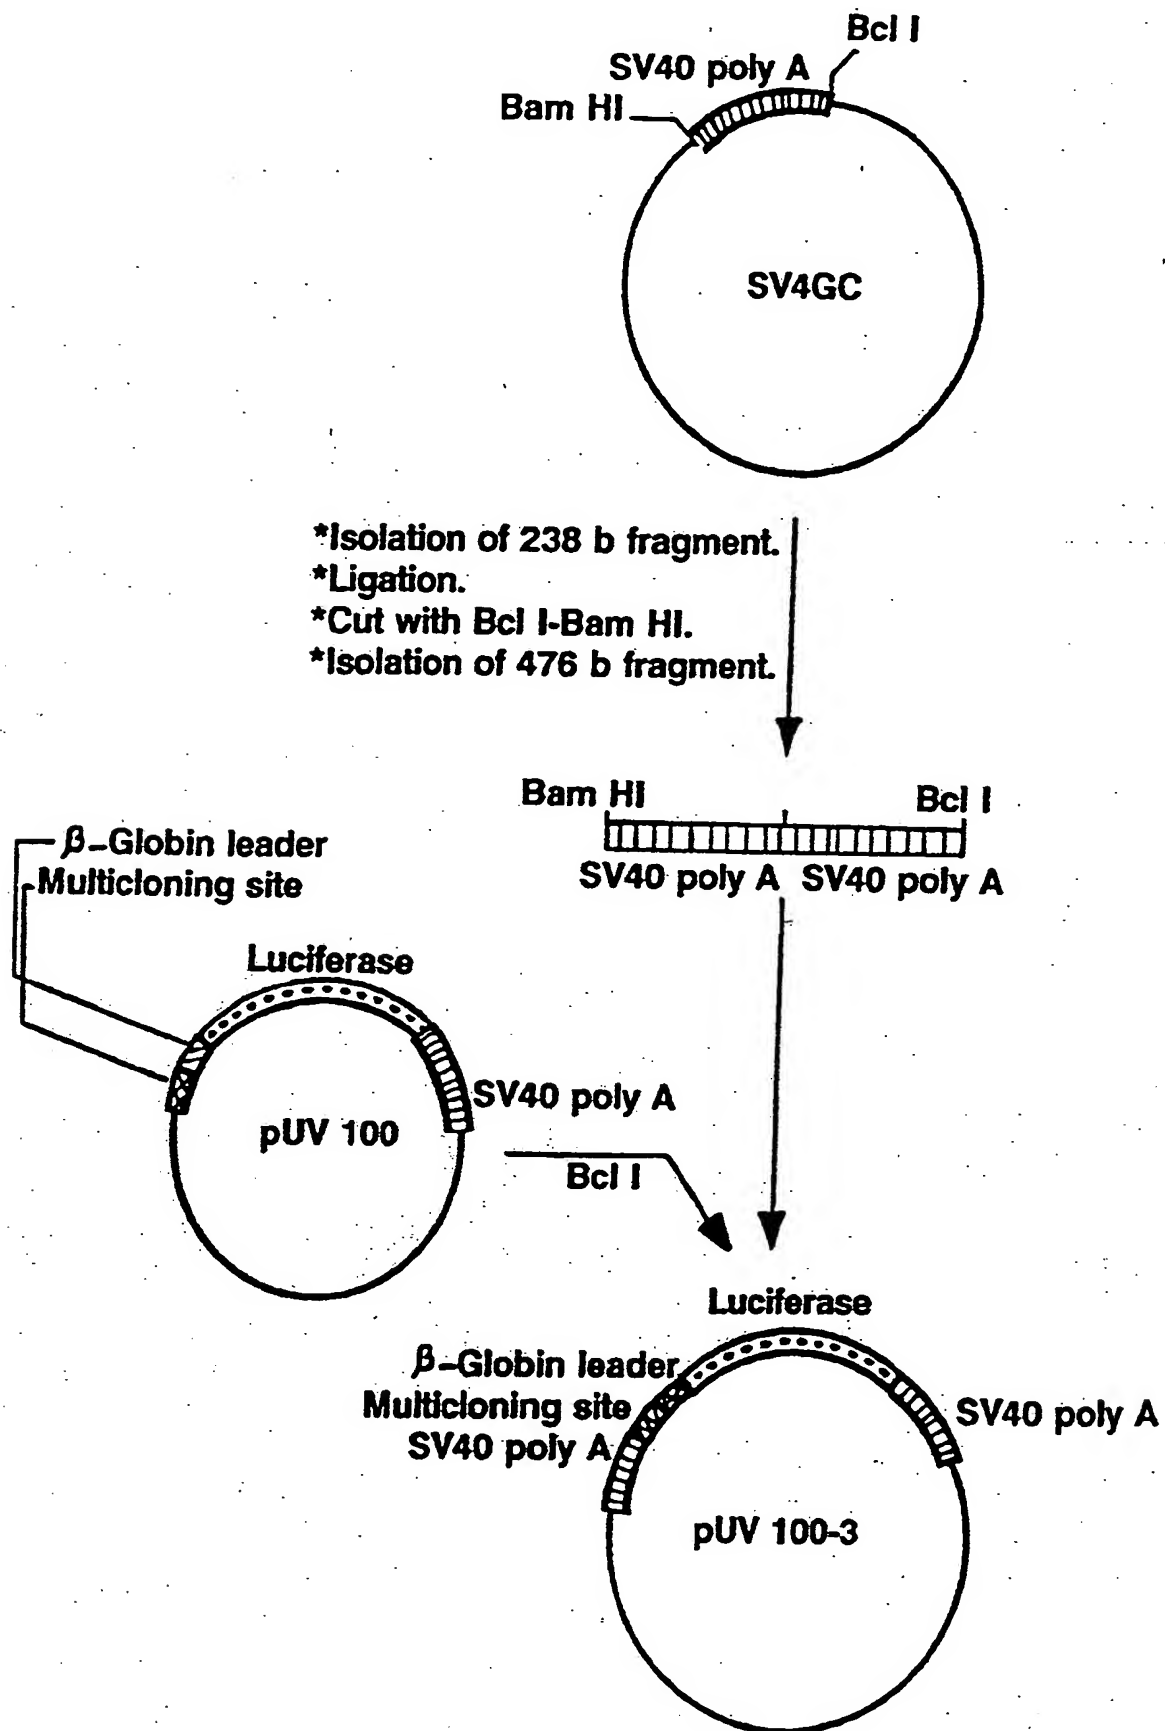 Bcl I
SV40 poly A
Bam HI
SV4GC
*Isolation of 238 b fragment.
*Ligation.
*Cut with Bcl I-Bam HI.
*Isolation of 476 b fragment.
Bam HI
Bcl I
SV40 poly A SV40 poly A
β-Globin leader
Multicloning site
Luciferase
SV40 poly A
pUV 100
Bcl I
Luciferase
β-Globin leader
Multicloning site
SV40 poly A
SV40 poly A
pUV 100-3